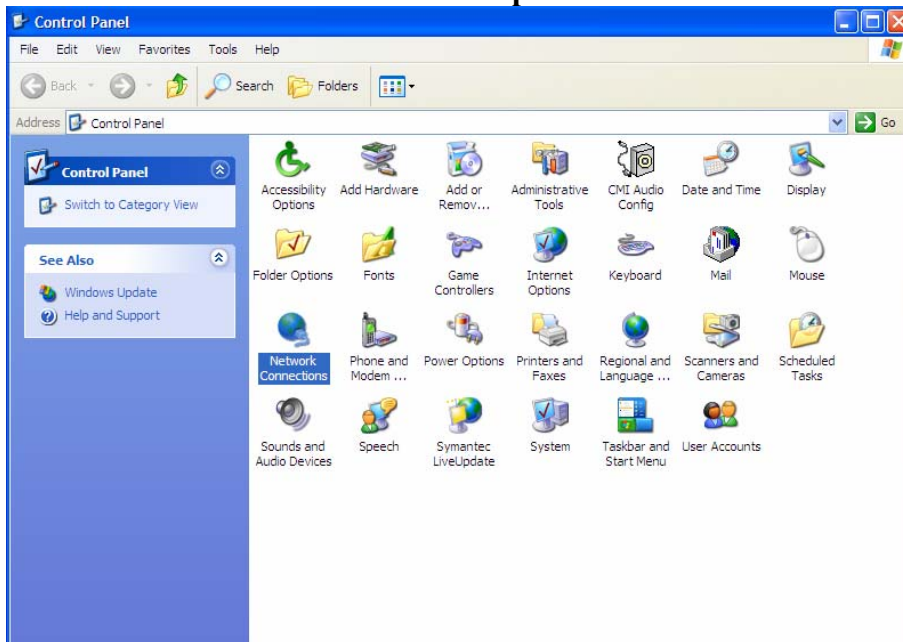 Control Panel
File Edit View Favorites Tools Help
Back Search Folders
Address Control Panel Go
Control Panel
Switch to Category View
See Also
Windows Update
Help and Support
Accessibility Options
Add Hardware
Add or Remov...
Administrative Tools
CMI Audio Config
Date and Time
Display
Folder Options
Fonts
Game Controllers
Internet Options
Keyboard
Mail
Mouse
Network Connections
Phone and Modem ...
Power Options
Printers and Faxes
Regional and Language ...
Scanners and Cameras
Scheduled Tasks
Sounds and Audio Devices
Speech
Symantec LiveUpdate
System
Taskbar and Start Menu
User Accounts